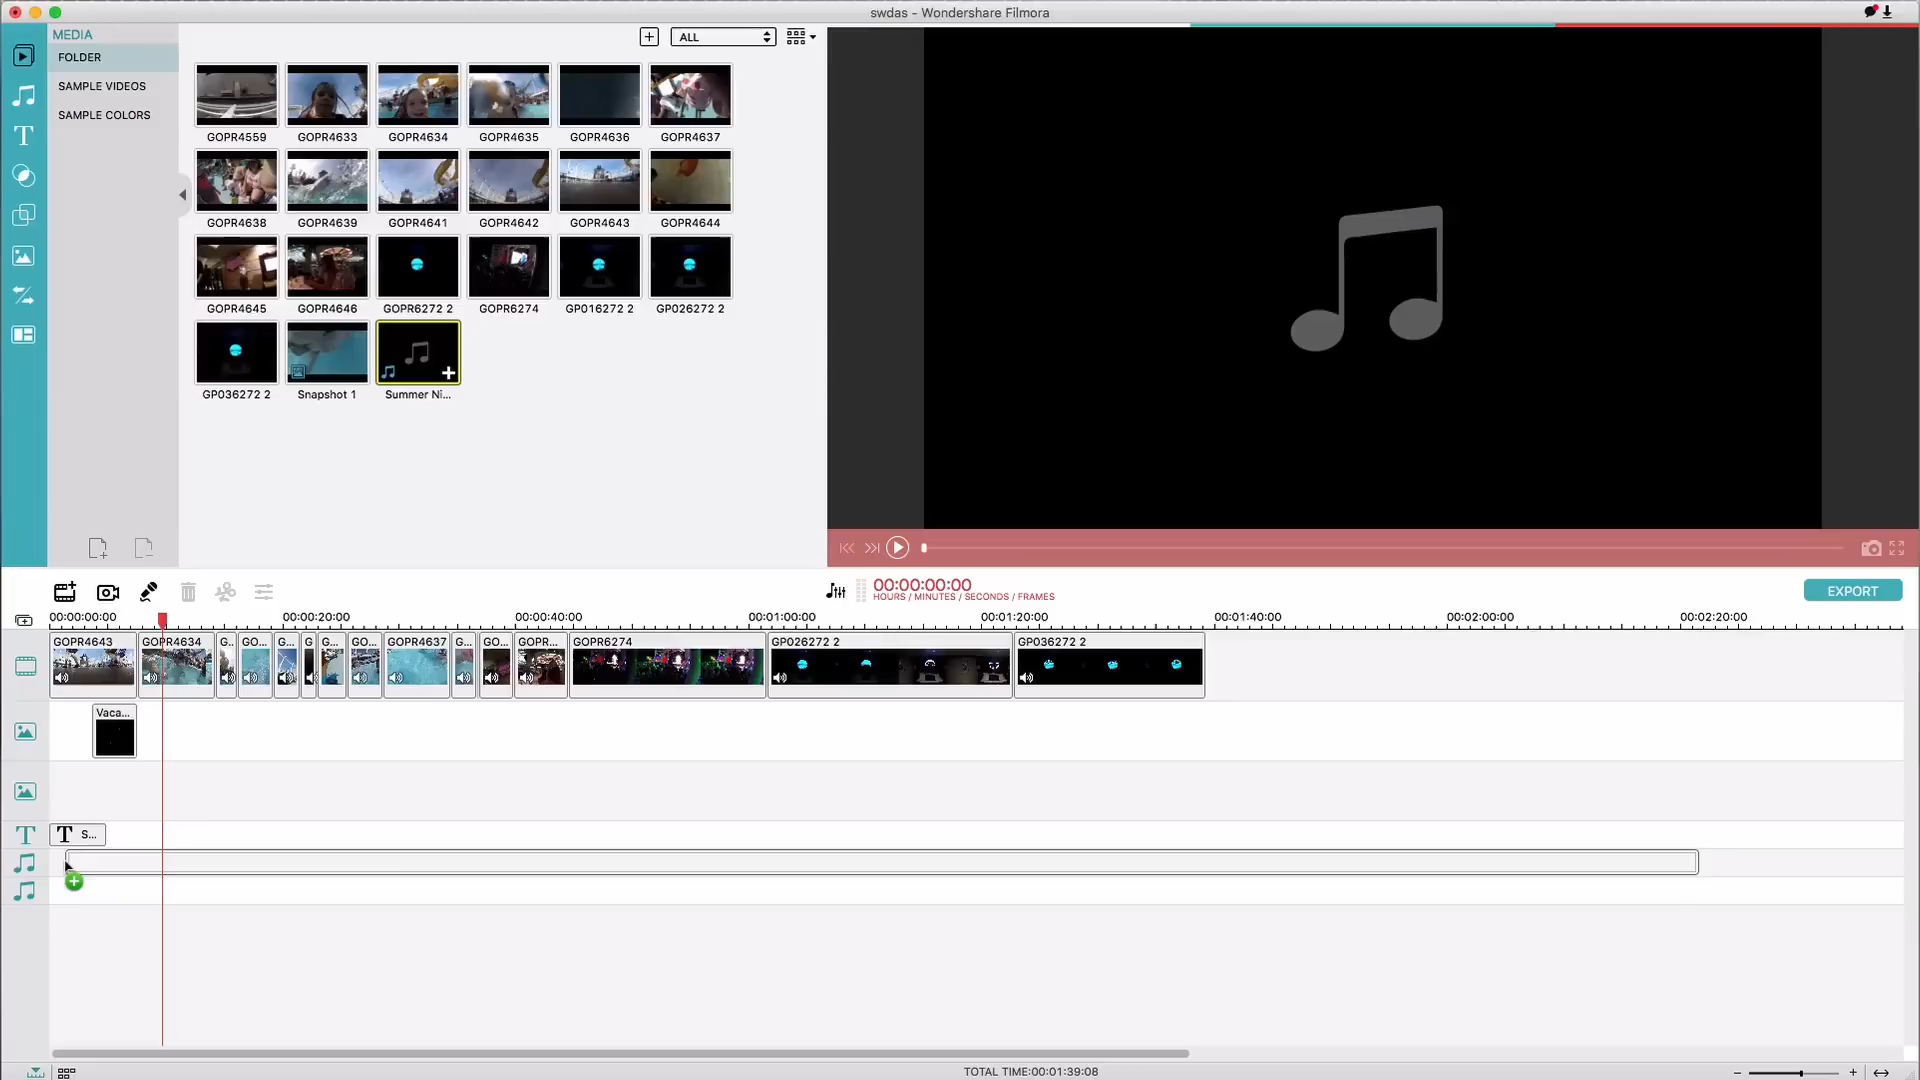 swdas - Wondershare Filmora
MEDIA
FOLDER
SAMPLE VIDEOS
SAMPLE COLORS
ALL
GOPR4559 GOPR4633 GOPR4634 GOPR4635 GOPR4636 GOPR4637
GOPR4638 GOPR4639 GOPR4641 GOPR4642 GOPR4643 GOPR4644
GOPR4645 GOPR4646 GOPR6272 2 GOPR6274 GP016272 2 GP026272 2
GP036272 2 Snapshot 1 Summer Ni...
00:00:00:00
HOURS / MINUTES / SECONDS / FRAMES
EXPORT
00:00:00:00 00:00:20:00 00:00:40:00 00:01:00:00 00:01:20:00 00:01:40:00 00:02:00:00 00:02:20:00
GOPR4643 GOPR4634 G... GO... G... G G... GO... GOPR4637 G... GO... GOPR... GOPR6274 GP026272 2 GP036272 2
Vaca...
T S...
TOTAL TIME:00:01:39:08